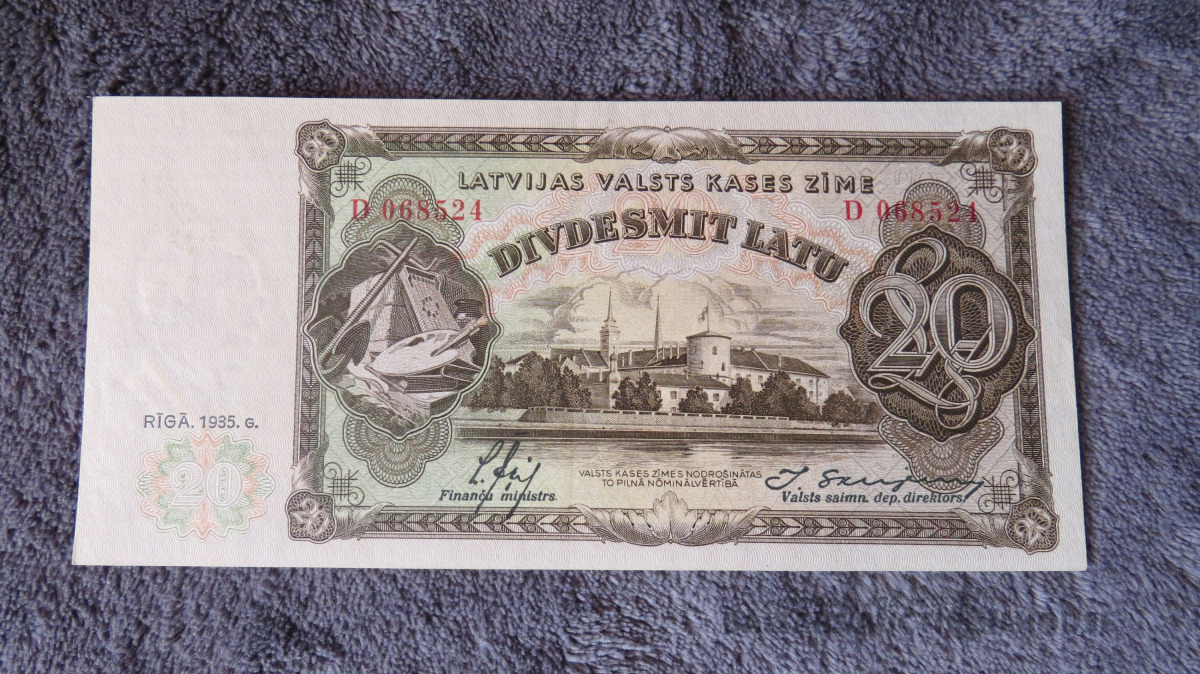 LATVIJAS VALSTS KASES ZĪME
D 068524 D 068524
DIVDESMIT LATU
20
RĪGĀ. 1935. G.
20
VALSTS KASES ZĪMES NODROŠINĀTAS
TO PILNĀ NŌMINĀLVĒRTĪBĀ
Finanču ministrs. Valsts saimn. dep. direktors.